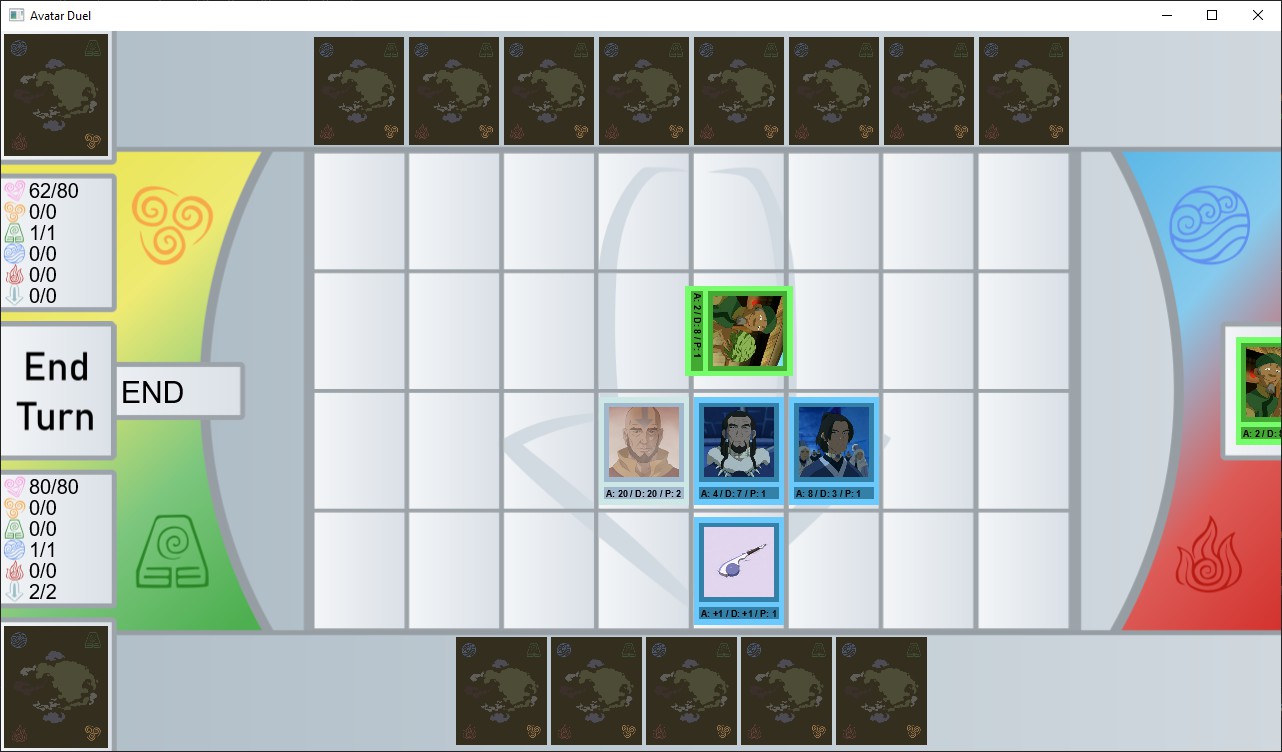 Avatar Duel
62/80
0/0
1/1
0/0
0/0
0/0
End
Turn
END
80/80
0/0
0/0
1/1
0/0
2/2
A: 2 / D: 8 / P: 1
A: 20 / D: 20 / P: 2
A: 4 / D: 7 / P: 1
A: 8 / D: 3 / P: 1
A: +1 / D: +1 / P: 1
A: 2 / D: